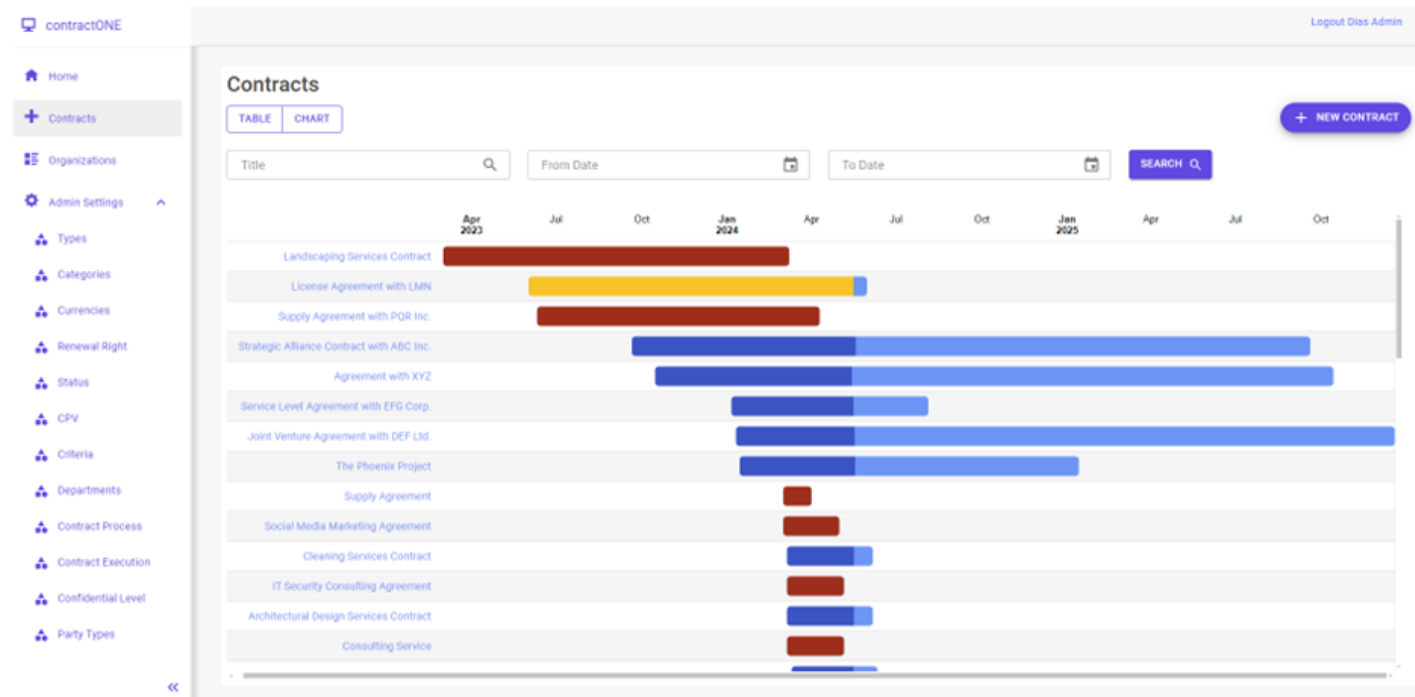 contractONE
Logout Dias Admin
Home
Contracts
Organizations
Admin Settings
Types
Categories
Currencies
Renewal Right
Status
CPV
Criteria
Departments
Contract Process
Contract Execution
Confidential Level
Party Types
Contracts
TABLE CHART
+ NEW CONTRACT
Title
From Date
To Date
SEARCH
Apr 2023 Jul Oct Jan 2024 Apr Jul Oct Jan 2025 Apr Jul Oct
Landscaping Services Contract
License Agreement with LMN
Supply Agreement with PQR Inc.
Strategic Alliance Contract with ABC Inc.
Agreement with XYZ
Service Level Agreement with EFG Corp.
Joint Venture Agreement with DEF Ltd.
The Phoenix Project
Supply Agreement
Social Media Marketing Agreement
Cleaning Services Contract
IT Security Consulting Agreement
Architectural Design Services Contract
Consulting Service